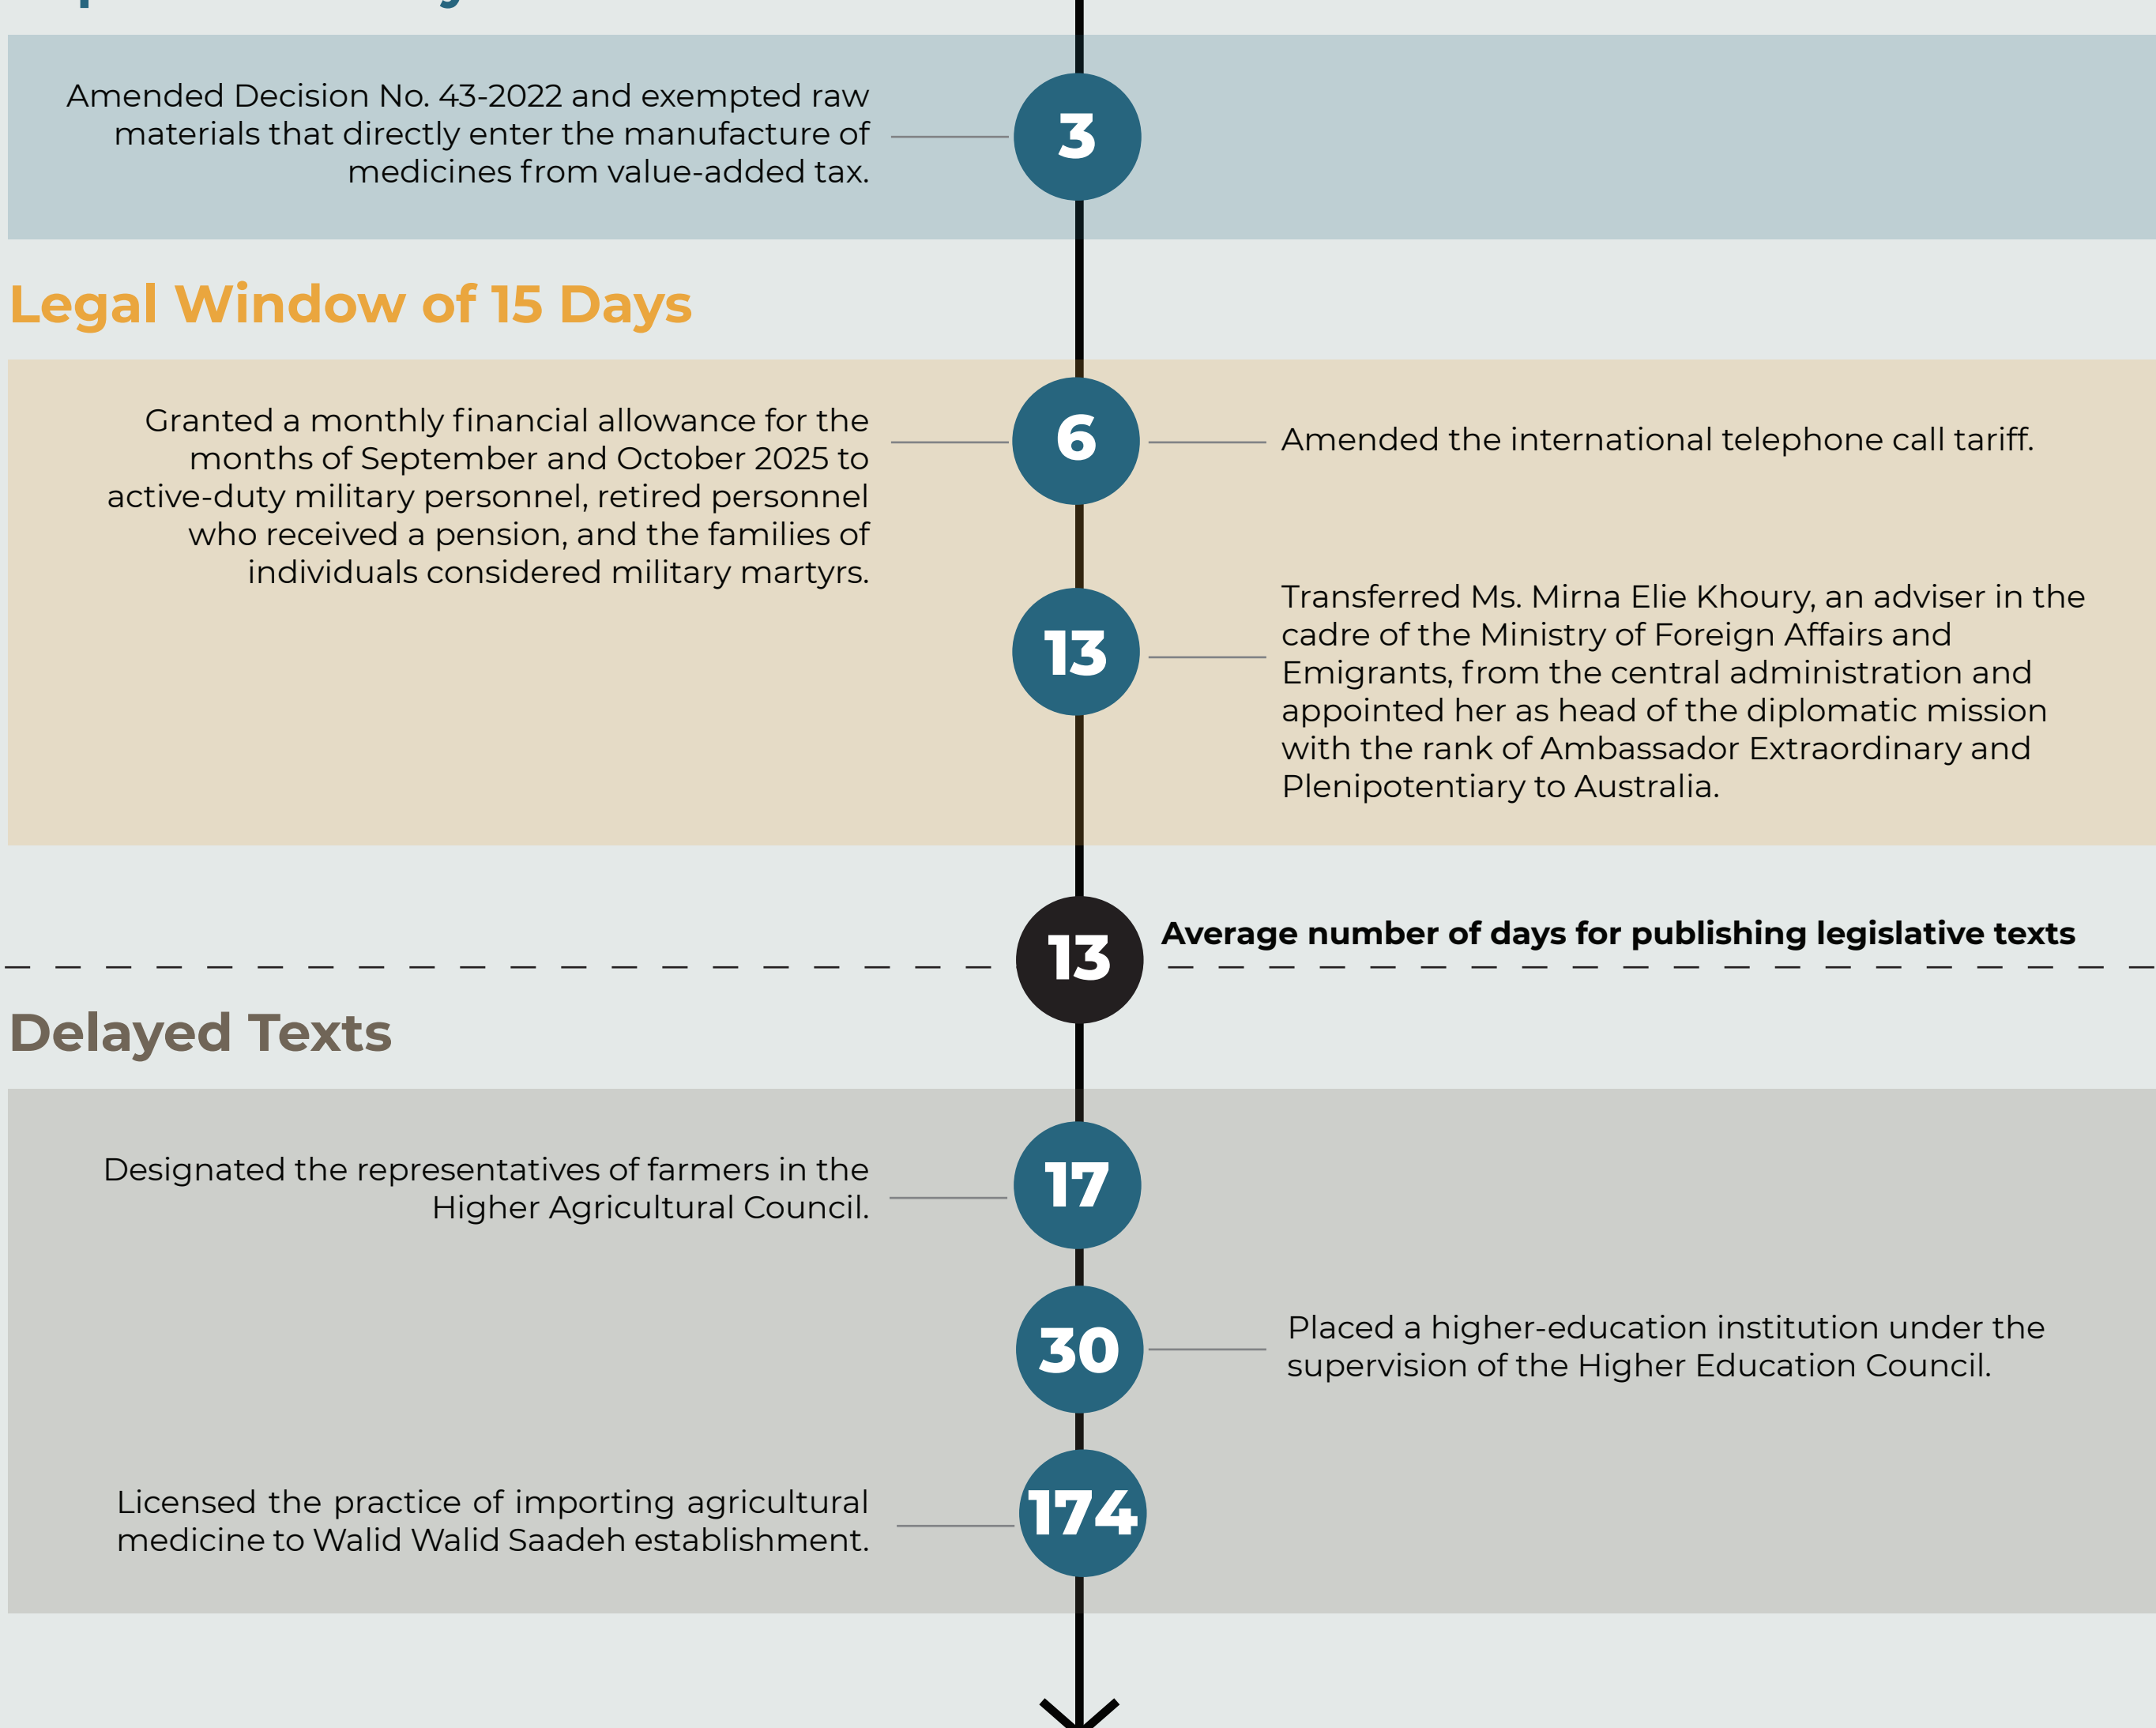 Amended Decision No. 43-2022 and exempted raw
materials that directly enter the manufacture of
medicines from value-added tax.
3
Legal Window of 15 Days
Granted a monthly financial allowance for the
months of September and October 2025 to
active-duty military personnel, retired personnel
who received a pension, and the families of
individuals considered military martyrs.
6
Amended the international telephone call tariff.
13
Transferred Ms. Mirna Elie Khoury, an adviser in the
cadre of the Ministry of Foreign Affairs and
Emigrants, from the central administration and
appointed her as head of the diplomatic mission
with the rank of Ambassador Extraordinary and
Plenipotentiary to Australia.
13
Average number of days for publishing legislative texts
Delayed Texts
Designated the representatives of farmers in the
Higher Agricultural Council.
17
30
Placed a higher-education institution under the
supervision of the Higher Education Council.
Licensed the practice of importing agricultural
medicine to Walid Walid Saadeh establishment.
174